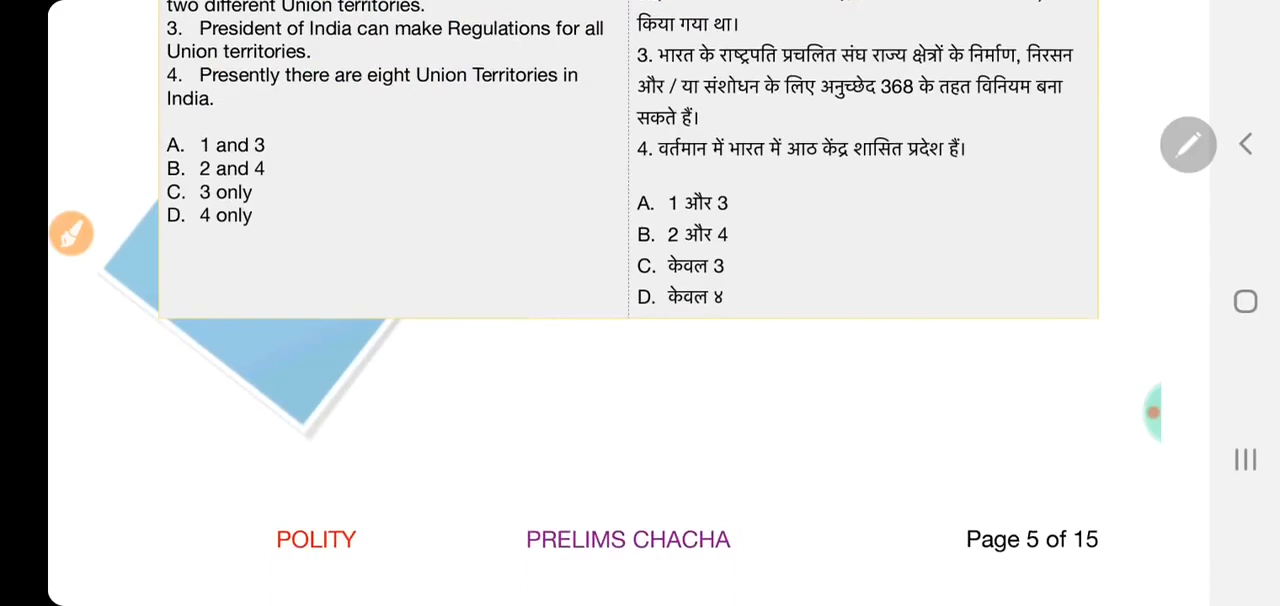 two different Union territories.
3. President of India can make Regulations for all
Union territories.
4. Presently there are eight Union Territories in
India.
A. 1 and 3
B. 2 and 4
C. 3 only
D. 4 only
किया गया था।
3. भारत के राष्ट्रपति प्रचलित संघ राज्य क्षेत्रों के निर्माण, निरसन
और / या संशोधन के लिए अनुच्छेद 368 के तहत विनियम बना
सकते हैं।
4. वर्तमान में भारत में आठ केंद्र शासित प्रदेश हैं।
A. 1 और 3
B. 2 और 4
C. केवल 3
D. केवल ४
POLITY PRELIMS CHACHA Page 5 of 15